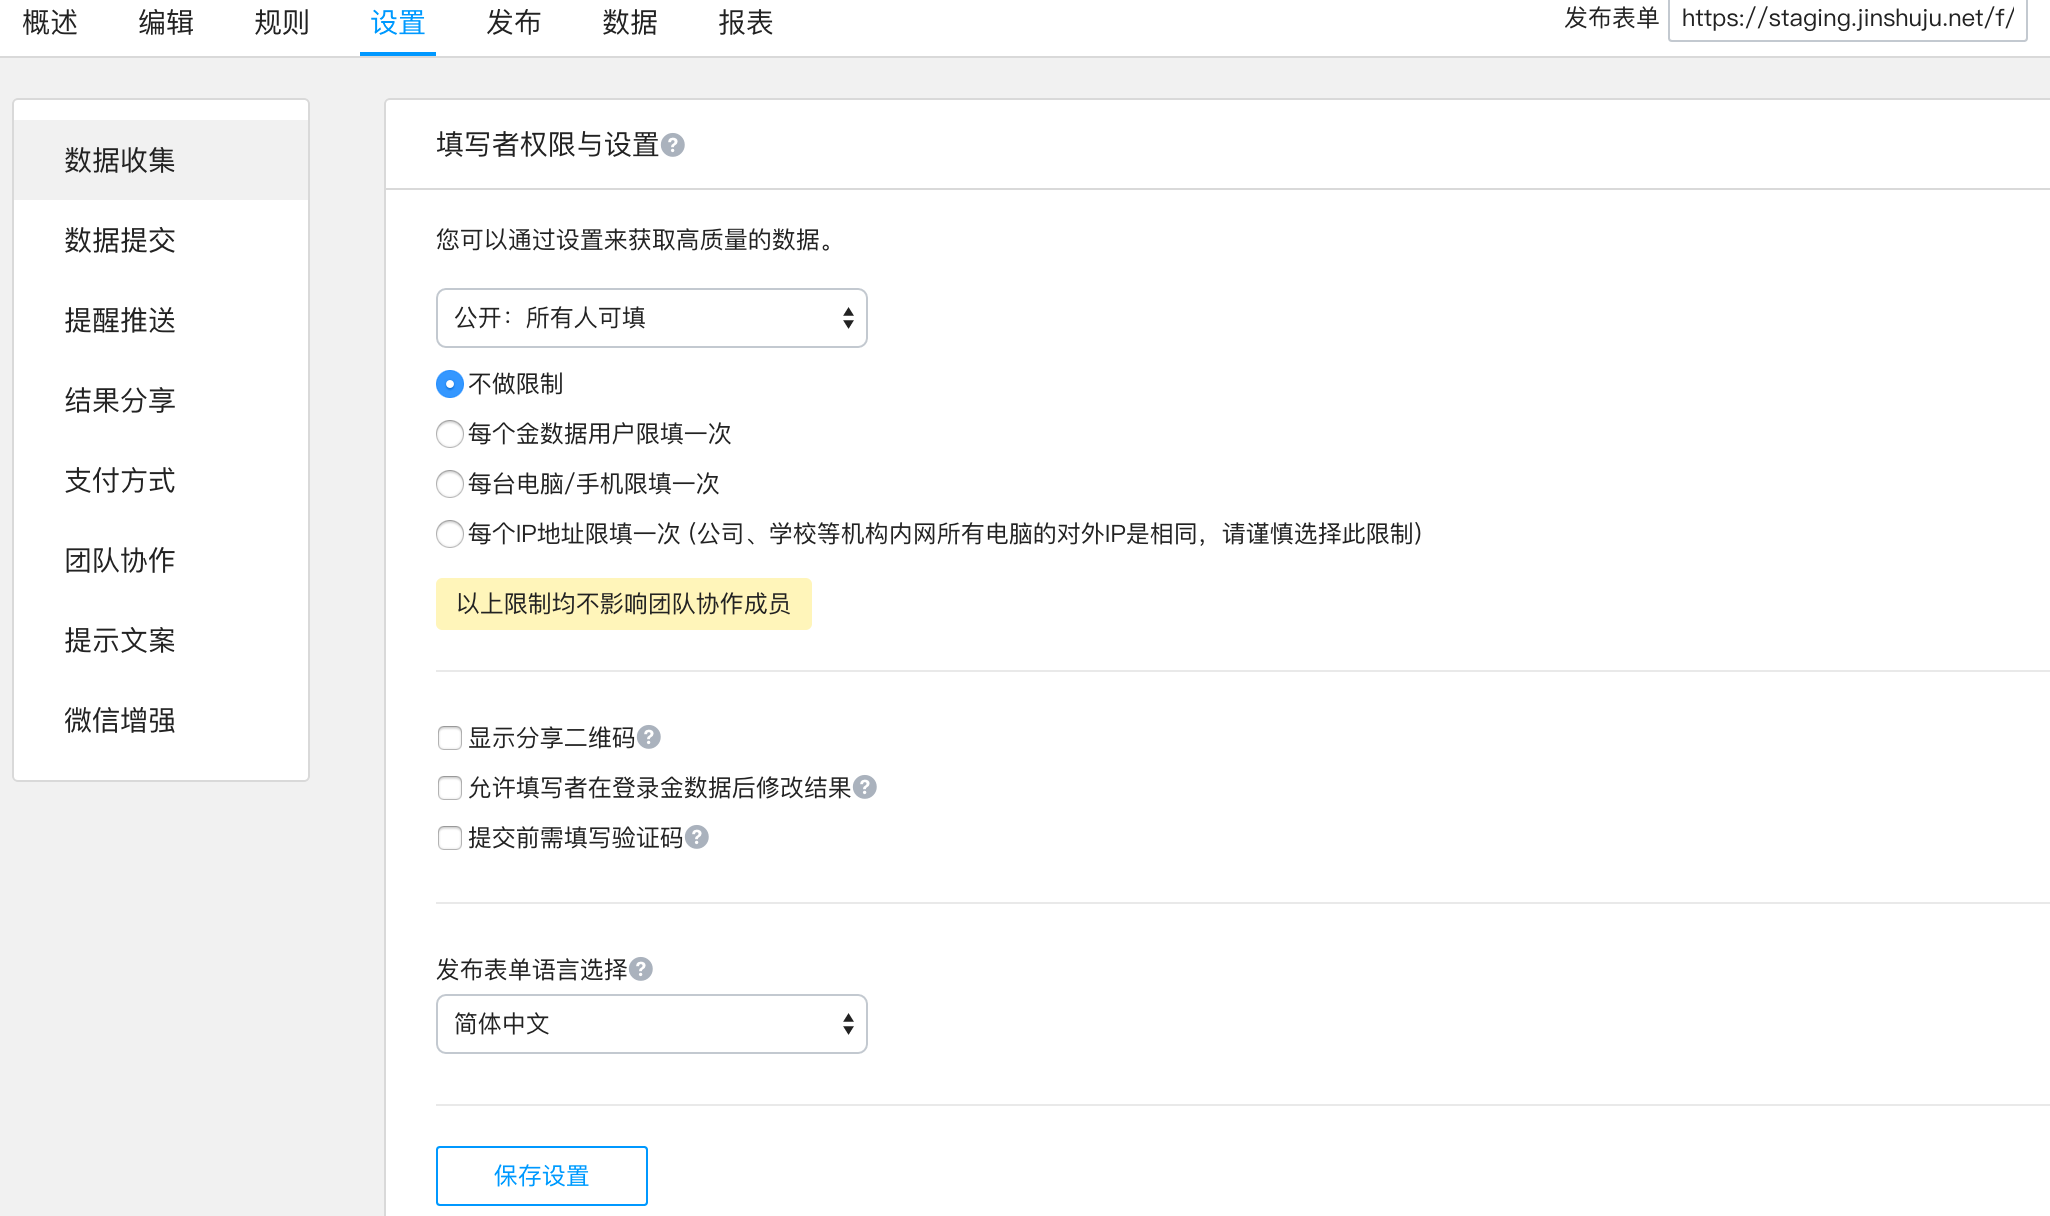 概述 编辑 规则 设置 发布 数据 报表 发布表单 https://staging.jinshuju.net/f/
数据收集
数据提交
提醒推送
结果分享
支付方式
团队协作
提示文案
微信增强
填写者权限与设置?
您可以通过设置来获取高质量的数据。
公开：所有人可填
不做限制
每个金数据用户限填一次
每台电脑/手机限填一次
每个IP地址限填一次 (公司、学校等机构内网所有电脑的对外IP是相同，请谨慎选择此限制)
以上限制均不影响团队协作成员
显示分享二维码?
允许填写者在登录金数据后修改结果?
提交前需填写验证码?
发布表单语言选择?
简体中文
保存设置